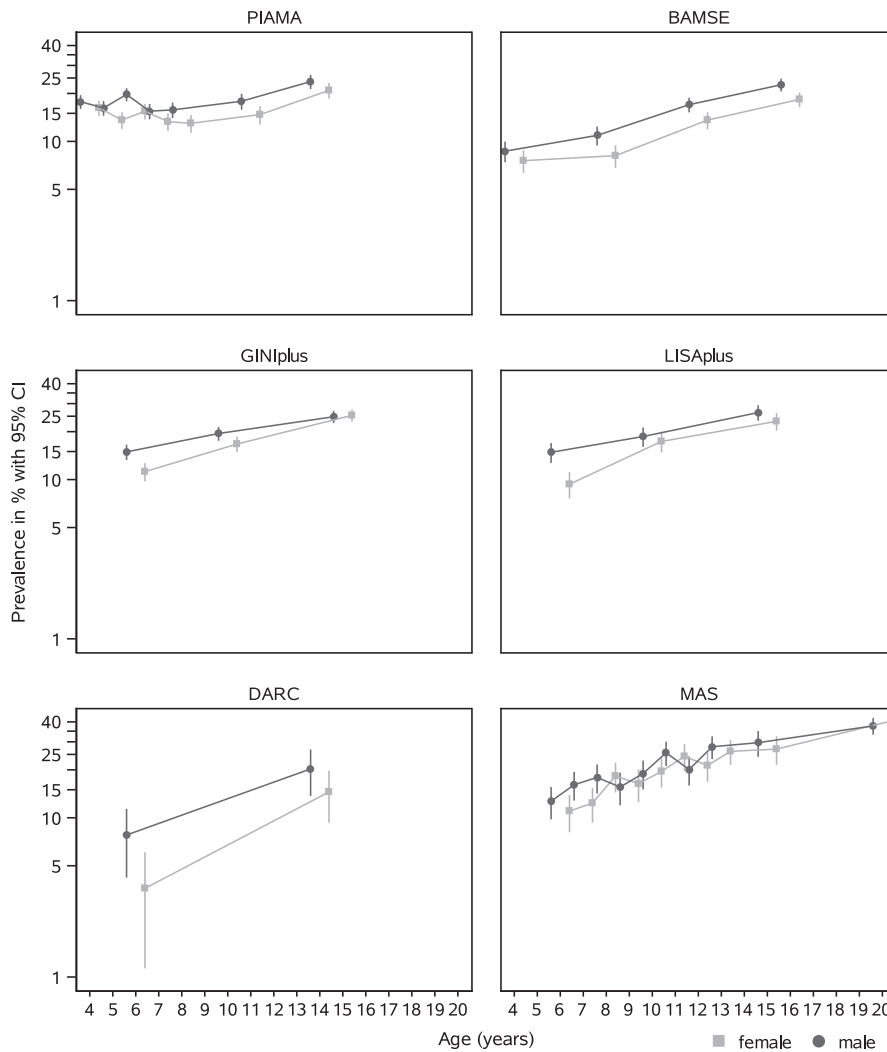 PIAMA BAMSE
40
25
15
10
5
1
GINIplus LISAplus
40
25
15
10
5
1
Prevalence in % with 95% CI
DARC MAS
40
25
15
10
5
1
4 5 6 7 8 9 10 11 12 13 14 15 16 17 18 19 20 4 5 6 7 8 9 10 11 12 13 14 15 16 17 18 19 20
Age (years)
female male